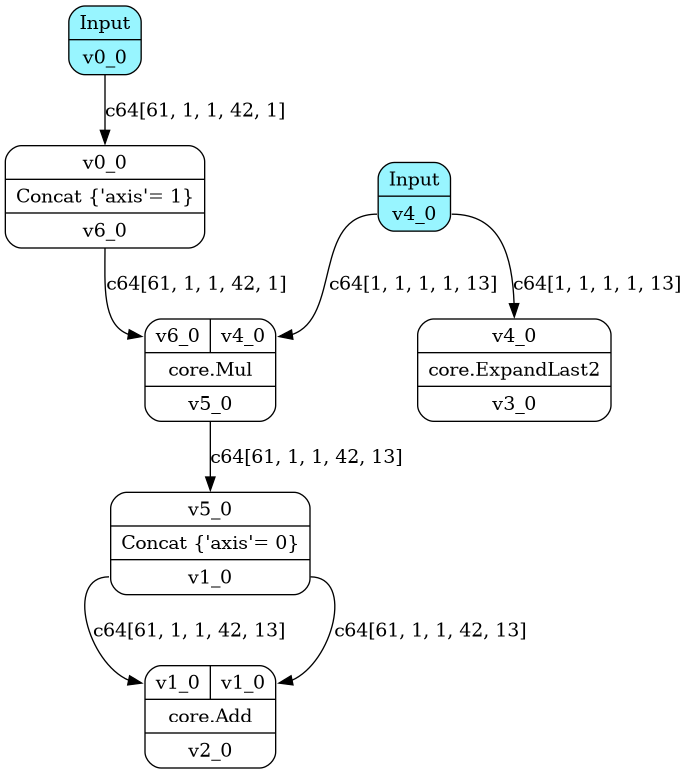 Input
v0_0
c64[61, 1, 1, 42, 1]
v0_0
Concat {'axis'= 1}
v6_0
Input
v4_0
c64[61, 1, 1, 42, 1]
c64[1, 1, 1, 1, 13]
c64[1, 1, 1, 1, 13]
v6_0 v4_0
core.Mul
v5_0
v4_0
core.ExpandLast2
v3_0
c64[61, 1, 1, 42, 13]
v5_0
Concat {'axis'= 0}
v1_0
c64[61, 1, 1, 42, 13]
c64[61, 1, 1, 42, 13]
v1_0 v1_0
core.Add
v2_0